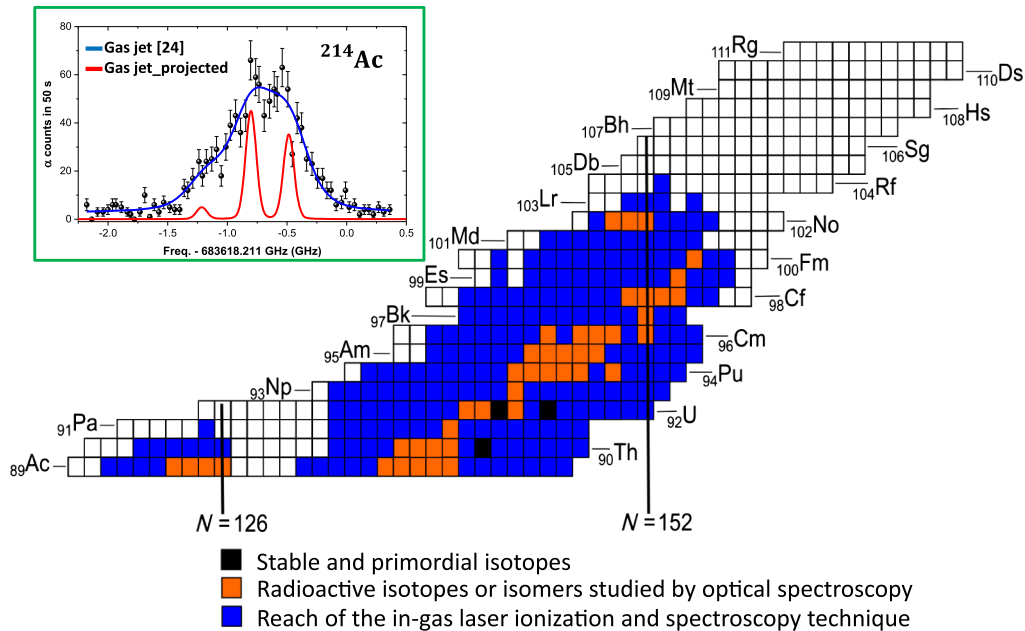 80
60
40
20
0
α counts in 50 s
Gas jet [24]
Gas jet_projected
²¹⁴Ac
-2.0
-1.5
-1.0
-0.5
0.0
0.5
Freq. - 683618.211 GHz (GHz)
₁₁₁Rg
₁₁₀Ds
₁₀₉Mt
₁₀₈Hs
₁₀₇Bh
₁₀₆Sg
₁₀₅Db
₁₀₄Rf
₁₀₃Lr
₁₀₂No
₁₀₁Md
₁₀₀Fm
₉₉Es
₉₈Cf
₉₇Bk
₉₆Cm
₉₅Am
₉₄Pu
₉₃Np
₉₂U
₉₁Pa
₉₀Th
₈₉Ac
N = 126
N = 152
Stable and primordial isotopes
Radioactive isotopes or isomers studied by optical spectroscopy
Reach of the in-gas laser ionization and spectroscopy technique